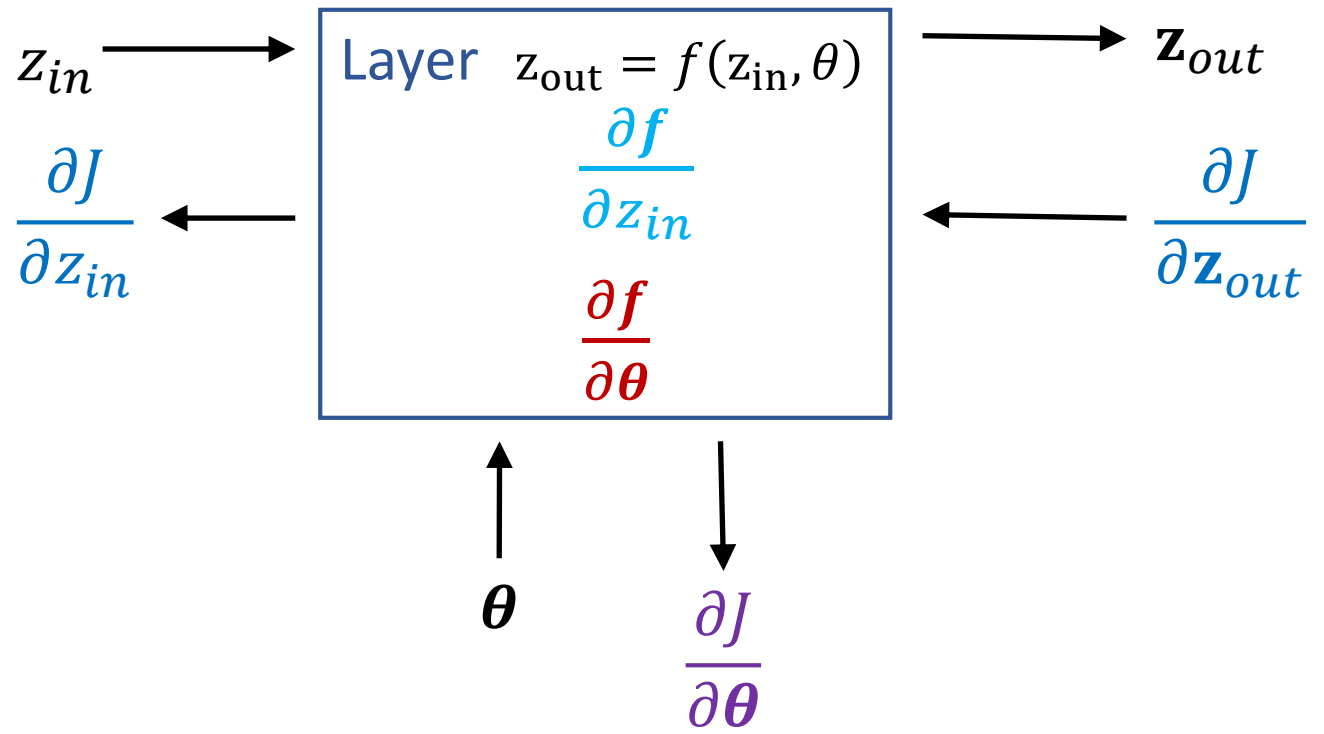 z_in
Layer z_out = f(z_in, θ)
z_out
∂J/∂z_in
∂f/∂z_in
∂J/∂z_out
∂f/∂θ
θ
∂J/∂θ